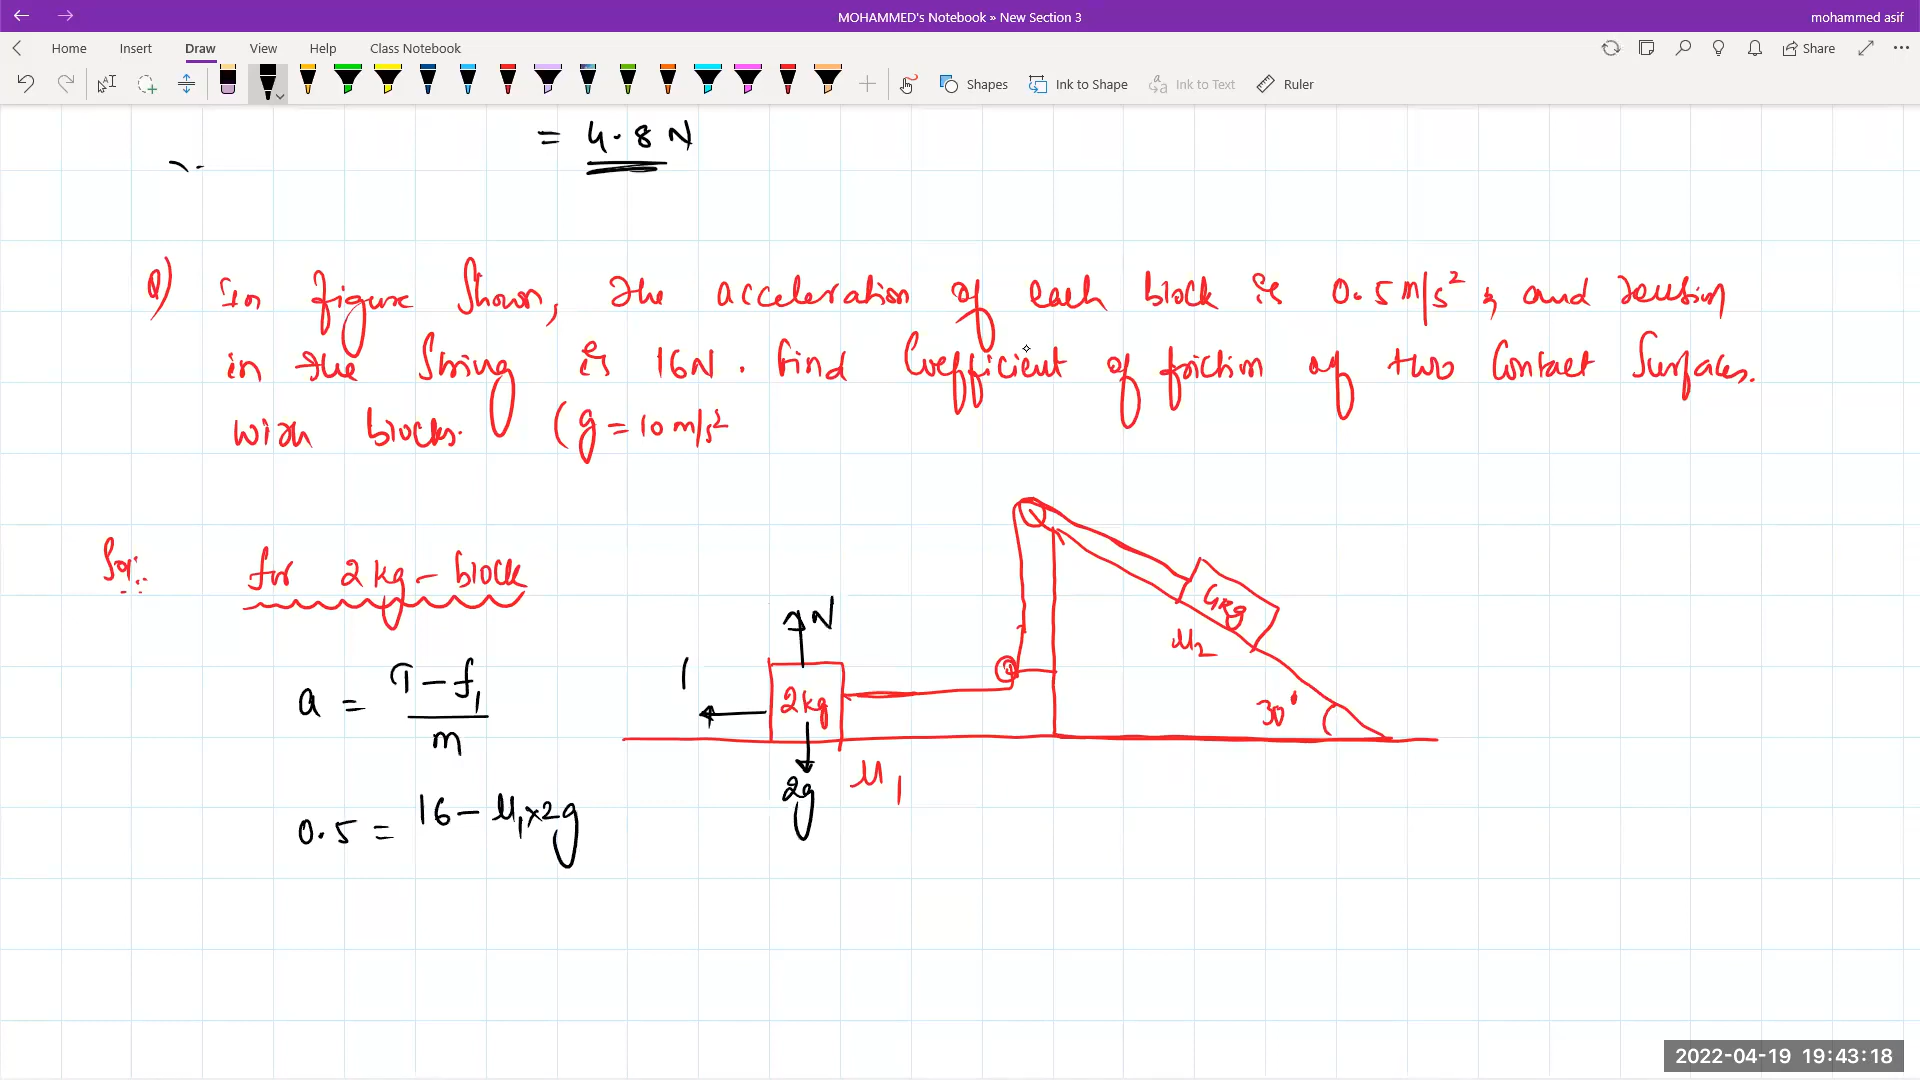 MOHAMMED's Notebook » New Section 3
mohammed asif
Home Insert Draw View Help Class Notebook
Share
Shapes Ink to Shape Ink to Text Ruler
= 4.8 N
Q) In figure shown, the acceleration of each block is 0.5 m/s² & and tension
in the string is 16N. Find Coefficient of friction of two Contact Surfaces.
with blocks. (g = 10 m/s²
Sol: for 2kg - block
4kg
N
μ2
a = T - f1 / m
2kg
30°
2g
μ1
0.5 = 16 - μ1×2g
2022-04-19 19:43:18